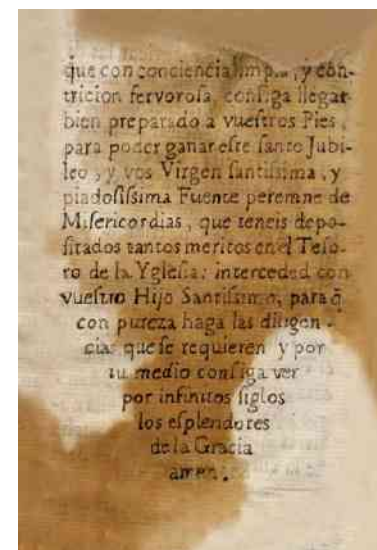 que con conciencia y con-
tricion fervorosa, consiga llegar
bien preparado a vuestros Pies,
para poder ganar este santo Jubi-
leo, y vos Virgen santissima, y
piadosissima Fuente peremne de
Misericordias, que teneis depo-
sitados tantos meritos en el Teso-
ro de la Yglesia: interceded con
vuestro Hijo Santissimo, para q̃
con pureza haga las diligen-
cias que se requieren y por
su medio consiga ver
por infinitos siglos
los esplendores
de la Gracia
amen.